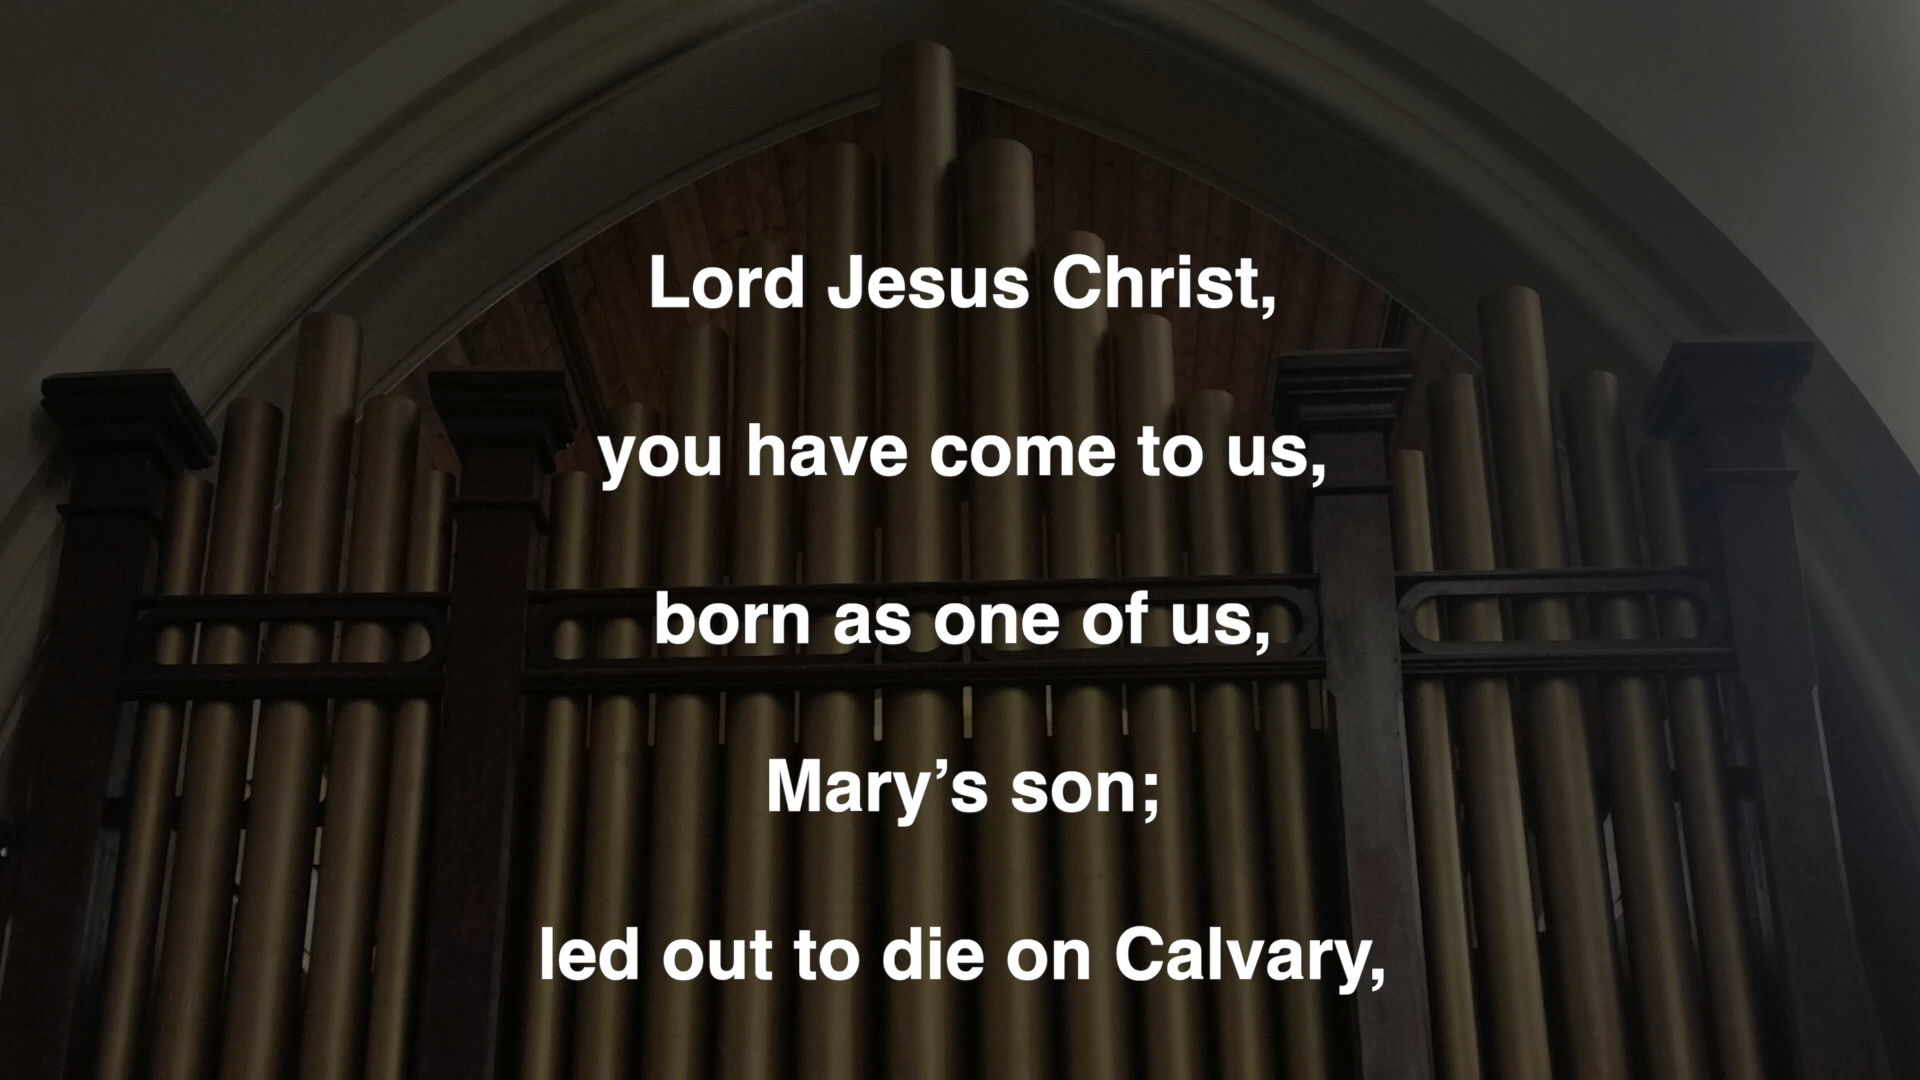 Lord Jesus Christ,
you have come to us,
born as one of us,
Mary’s son;
led out to die on Calvary,